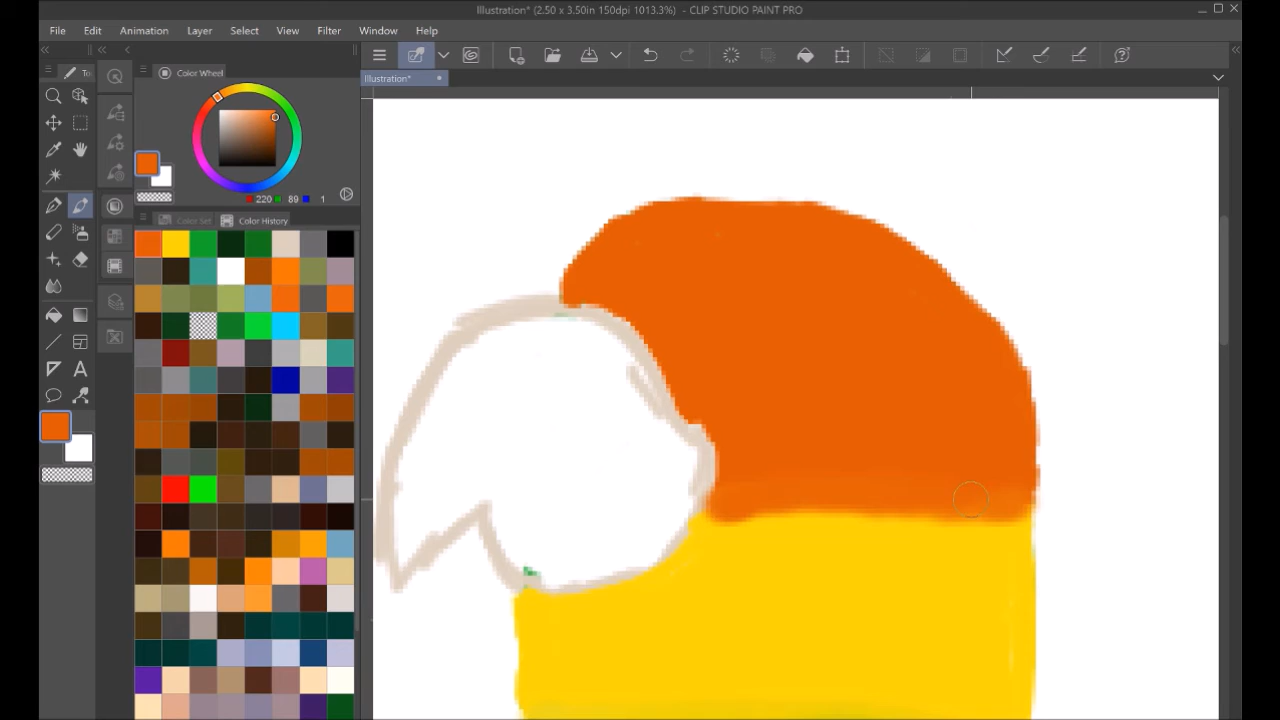 Illustration* (2.50 x 3.50in 150dpi 1013.3%) - CLIP STUDIO PAINT PRO
File Edit Animation Layer Select View Filter Window Help
To Color Wheel Illustration*
220 89 1
Color Set Color History